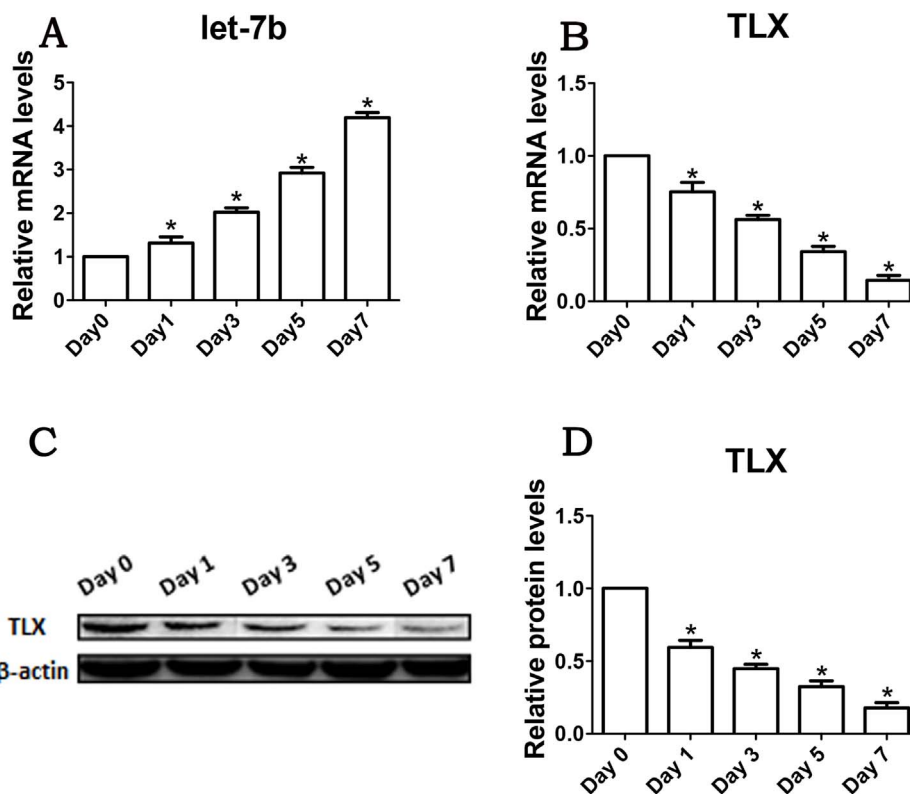 A
let-7b
Relative mRNA levels
5
4
3
2
1
0
*
*
*
*
Day0
Day1
Day3
Day5
Day7
B
TLX
Relative mRNA levels
1.5
1.0
0.5
0.0
*
*
*
*
Day0
Day1
Day3
Day5
Day7
C
Day 0
Day 1
Day 3
Day 5
Day 7
TLX
β-actin
D
TLX
Relative protein levels
1.5
1.0
0.5
0.0
*
*
*
*
Day 0
Day 1
Day 3
Day 5
Day 7